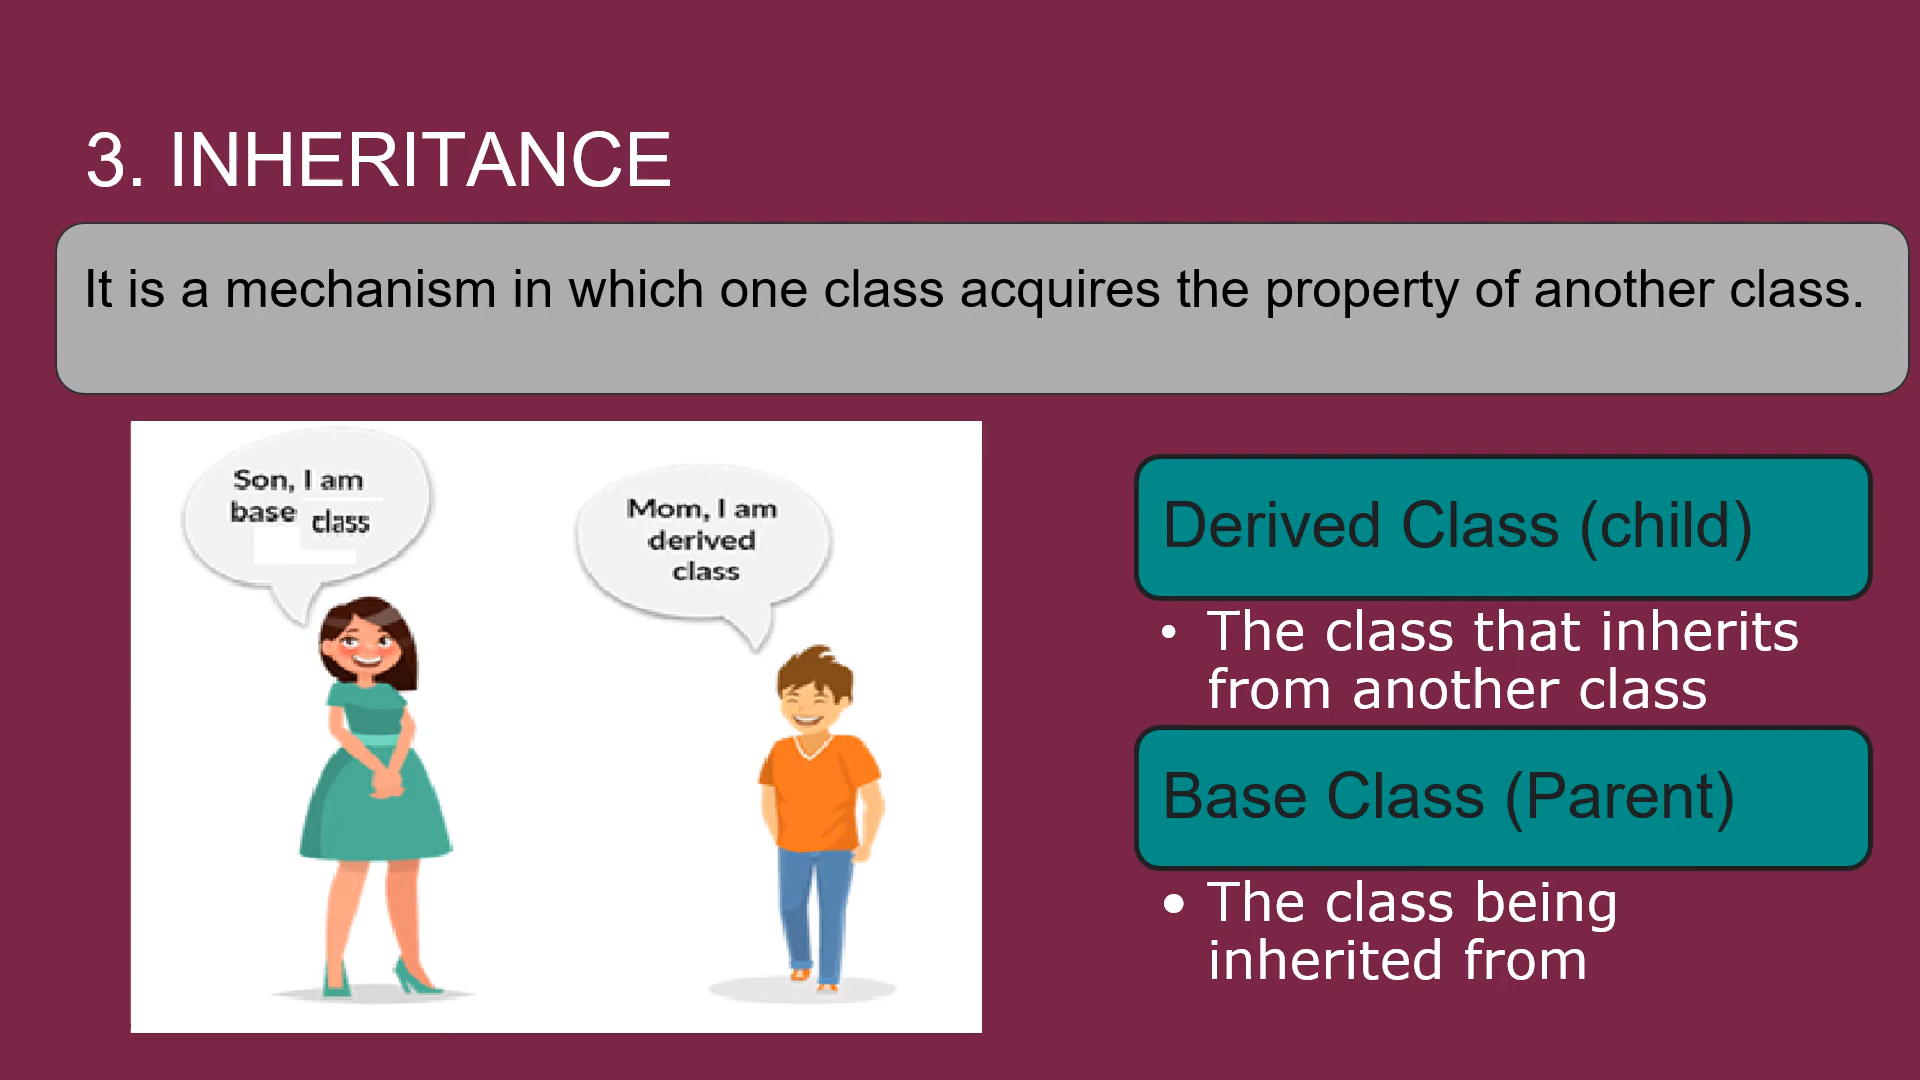 3. INHERITANCE
It is a mechanism in which one class acquires the property of another class.
Son, I am
base class
Mom, I am
derived
class
Derived Class (child)
• The class that inherits
from another class
Base Class (Parent)
• The class being
inherited from